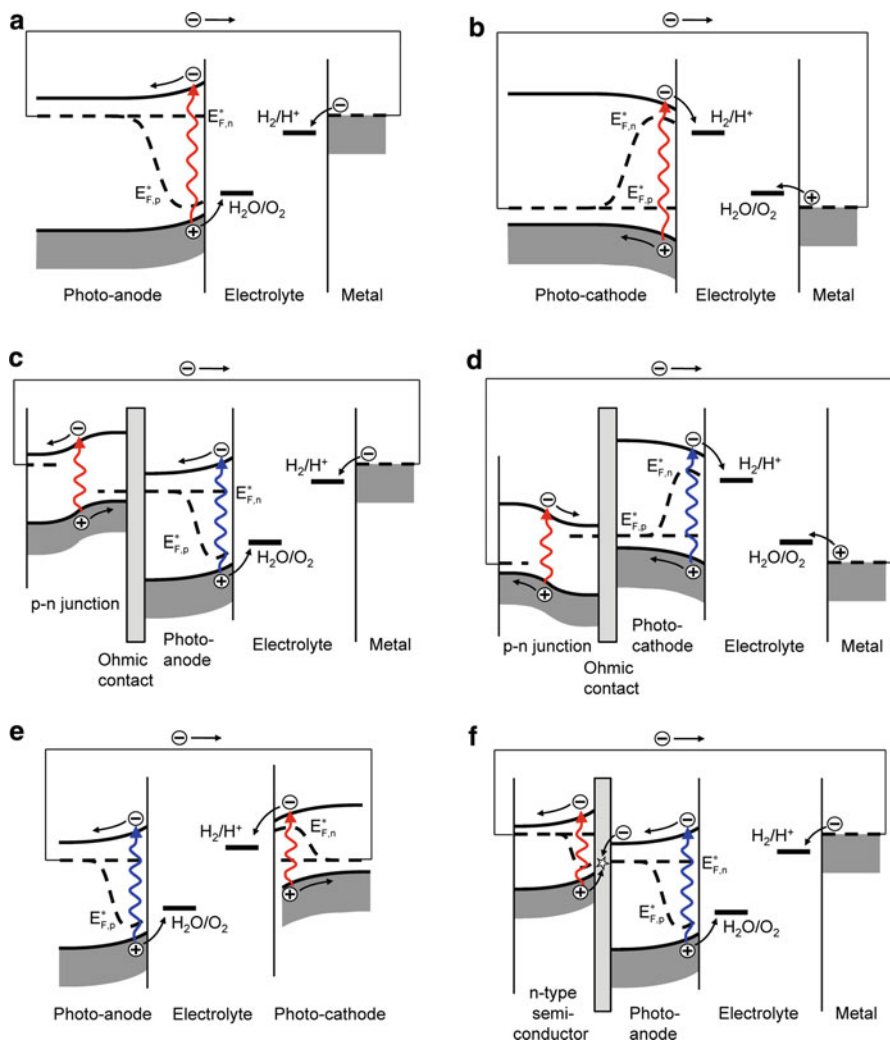 a
⊖ →
⊖
⊖
E*F,n
H2/H+
E*F,p
H2O/O2
⊕
Photo-anode Electrolyte Metal
b
⊖ →
⊖
H2/H+
E*F,n
E*F,p
⊕
H2O/O2
⊕
Photo-cathode Electrolyte Metal
c
⊖ →
⊖
⊖
⊖
H2/H+
E*F,n
⊕
E*F,p
H2O/O2
⊕
p-n junction
Ohmic
contact
Photo-
anode
Electrolyte
Metal
d
⊖ →
⊖
E*F,n
H2/H+
⊖
E*F,p
H2O/O2
⊕
⊕
⊕
p-n junction
Ohmic
contact
Photo-
cathode
Electrolyte
Metal
e
⊖ →
⊖
⊖
H2/H+
E*F,n
⊕
E*F,p
H2O/O2
⊕
Photo-anode Electrolyte Photo-cathode
f
⊖ →
⊖
⊖
⊖
⊖
H2/H+
E*F,n
⊕
E*F,p
H2O/O2
⊕
n-type
semi-
conductor
Photo-
anode
Electrolyte
Metal